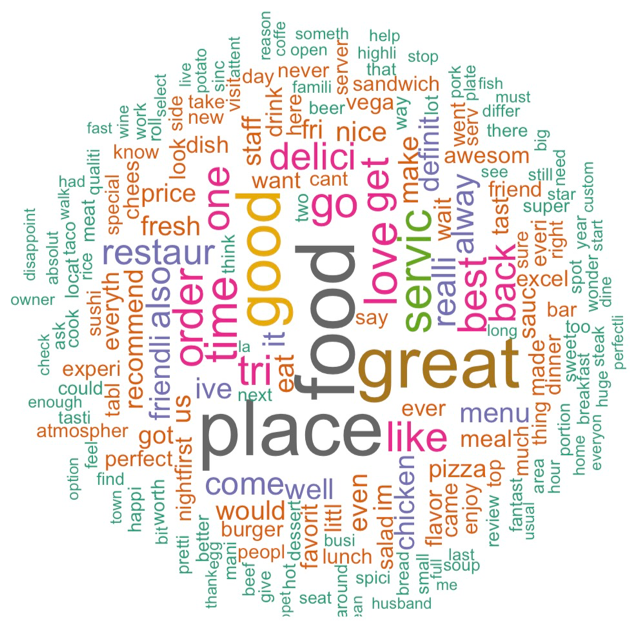 food
place
great
good
servic
love
get
go
delici
time
order
one
best
back
like
tri
restaur
also
friendli
realli
alway
definit
menu
chicken
come
well
ive
it
reason
coffe
someth
open
help
highli
that
stop
server
famili
never
day
visit
attent
sinc
potato
live
select
sandwich
vega
pork
plate
fish
must
differ
there
big
way
lot
beer
here
drink
staff
fri
nice
make
went
serv
awesom
see
still
need
custom
friend
star
super
tast
wait
want
cant
two
think
dish
side
look
take
new
roll
work
wine
fast
know
chees
special
price
fresh
qualiti
meat
had
walk
taco
absolut
disappoint
locat
rice
cook
sushi
everyth
recommend
owner
ask
check
experi
could
tabl
enough
tasti
atmospher
us
got
perfect
first
night
feel
find
option
town
happi
worth
bit
pretti
better
would
burger
peopl
thank
egg
mani
beef
give
hot
dessert
favorit
littl
even
im
salad
lunch
busi
seat
around
spici
husband
bread
small
full
me
last
soup
flavor
came
enjoy
pizza
top
review
fantast
usual
much
area
hour
home
portion
everyon
breakfast
huge
steak
sweet
too
perfectli
dinner
made
thing
meal
ever
bar
excel
sauc
sure
everi
right
spot
year
wonder
start
dine
long
say
eat
la
next